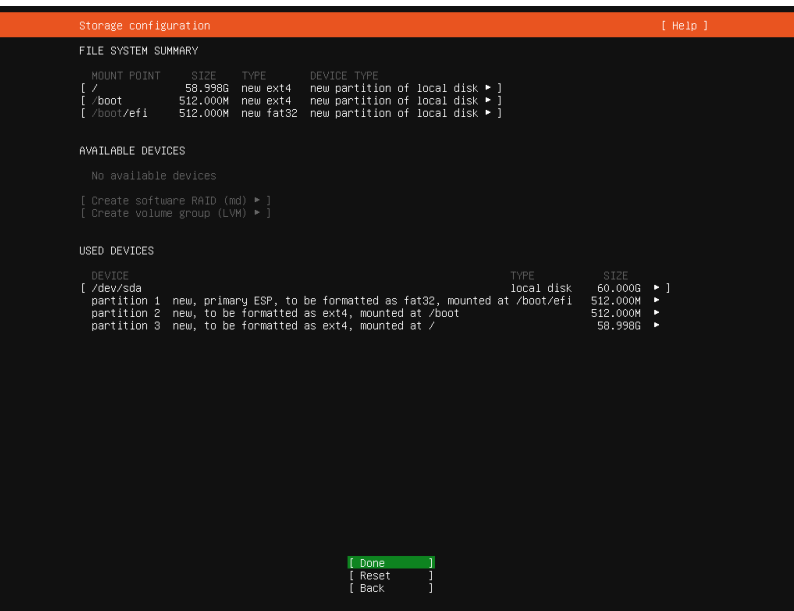 Storage configuration [ Help ]
FILE SYSTEM SUMMARY
MOUNT POINT SIZE TYPE DEVICE TYPE
[ / 58.998G new ext4 new partition of local disk ▸ ]
[ /boot 512.000M new ext4 new partition of local disk ▸ ]
[ /boot/efi 512.000M new fat32 new partition of local disk ▸ ]
AVAILABLE DEVICES
No available devices
[ Create software RAID (md) ▸ ]
[ Create volume group (LVM) ▸ ]
USED DEVICES
DEVICE TYPE SIZE
[ /dev/sda local disk 60.000G ▸ ]
partition 1 new, primary ESP, to be formatted as fat32, mounted at /boot/efi 512.000M ▸
partition 2 new, to be formatted as ext4, mounted at /boot 512.000M ▸
partition 3 new, to be formatted as ext4, mounted at / 58.998G ▸
[ Done ]
[ Reset ]
[ Back ]